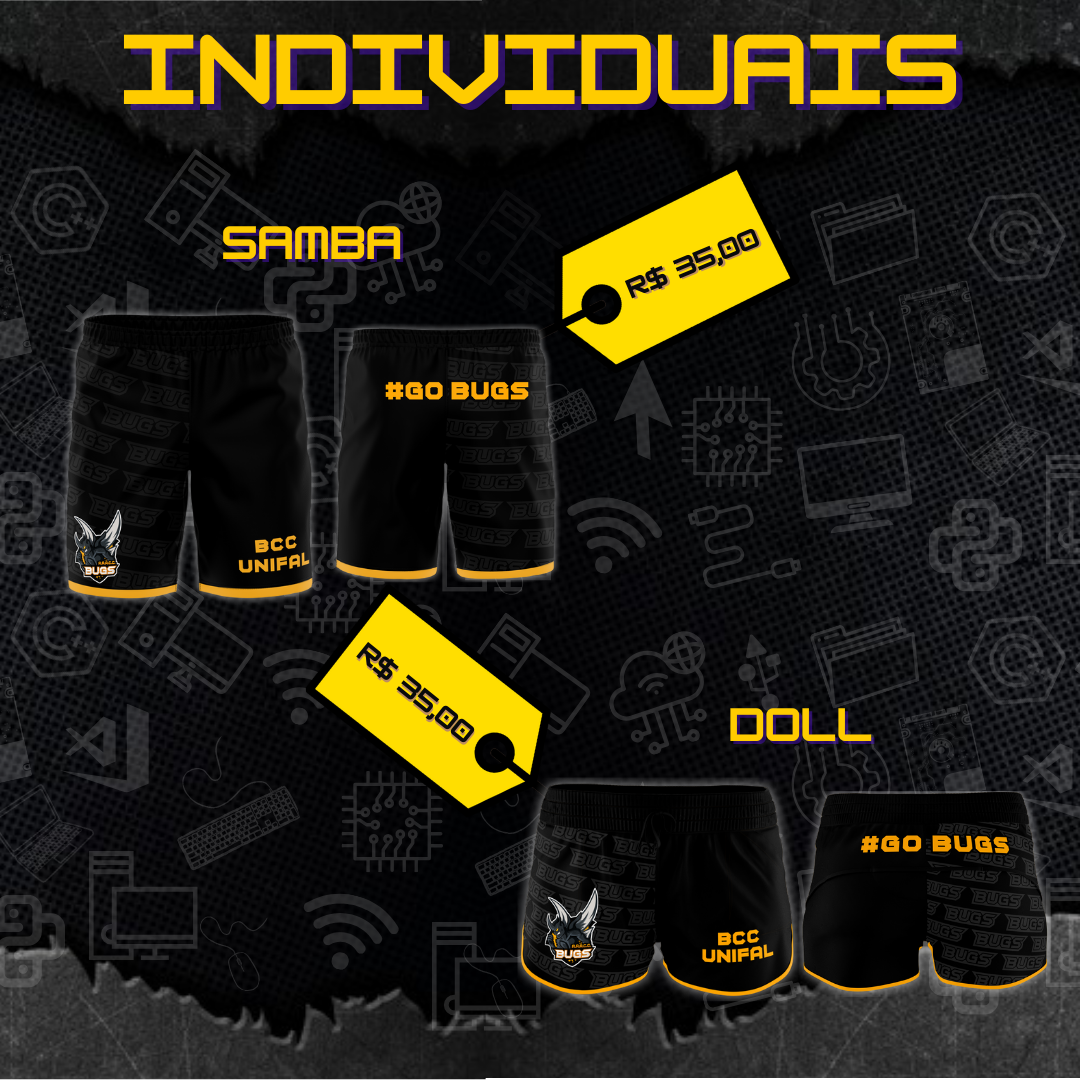 INDIVIDUAIS
SAMBA
R$ 35,00
#GO BUGS
BCC
UNIFAL
BUGS
R$ 35,00
DOLL
#GO BUGS
BCC
UNIFAL
BUGS